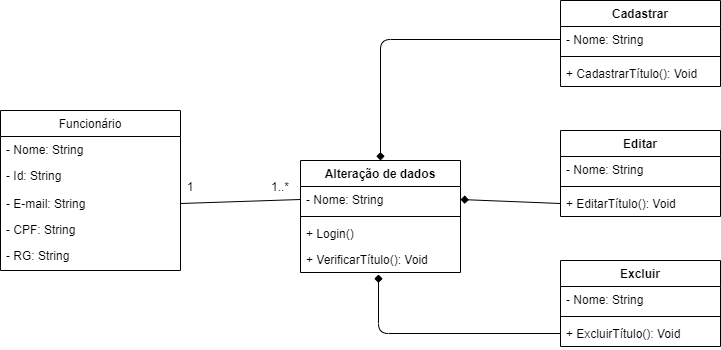 Funcionário
- Nome: String
- Id: String
- E-mail: String
- CPF: String
- RG: String
1
1..*
Alteração de dados
- Nome: String
+ Login()
+ VerificarTítulo(): Void
Cadastrar
- Nome: String
+ CadastrarTítulo(): Void
Editar
- Nome: String
+ EditarTítulo(): Void
Excluir
- Nome: String
+ ExcluirTítulo(): Void